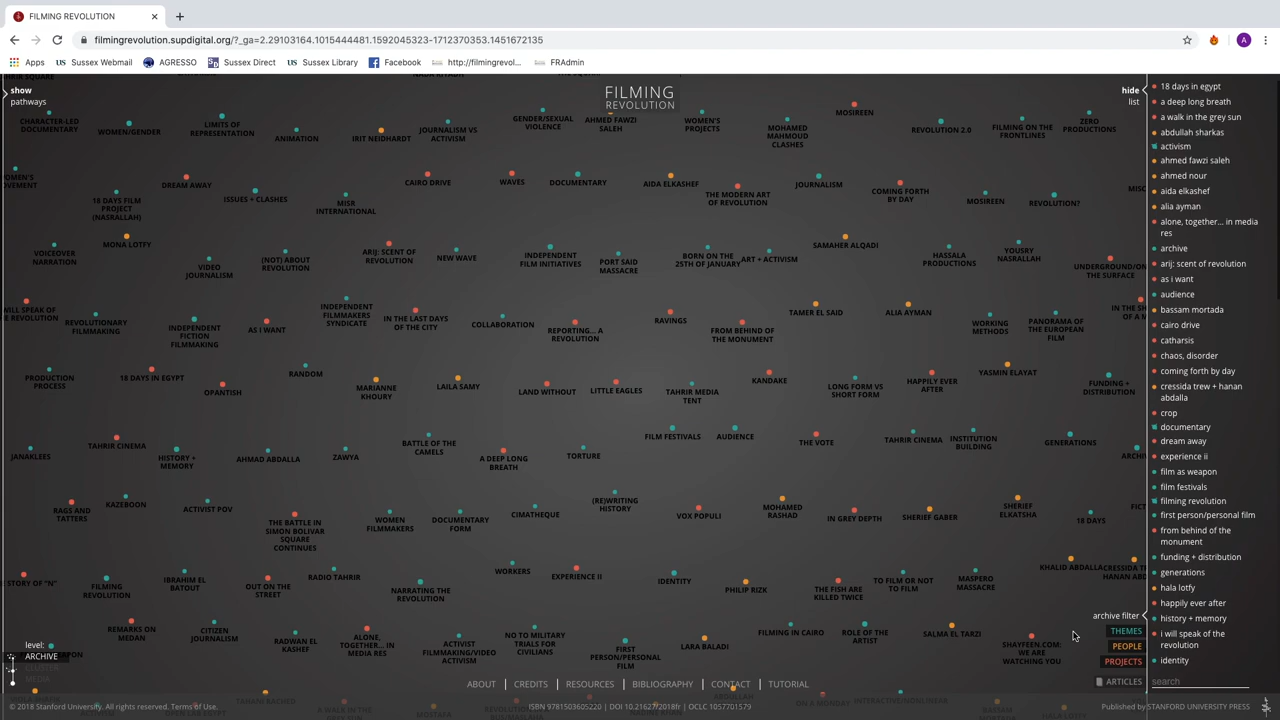 FILMING REVOLUTION
filmingrevolution.supdigital.org/?_ga=2.29103164.1015444481.1592045323-1712370353.1451672135
Apps
Sussex Webmail
AGRESSO
Sussex Direct
Sussex Library
Facebook
http://filmingrevol...
FRAdmin
show
pathways
FILMING
REVOLUTION
hide
list
CHARACTER-LED
DOCUMENTARY
WOMEN/GENDER
LIMITS OF
REPRESENTATION
ANIMATION
IRIT NEIDHARDT
JOURNALISM VS
ACTIVISM
GENDER/SEXUAL
VIOLENCE
AHMED FAWZI
SALEH
WOMEN'S
PROJECTS
MOHAMED
MAHMOUD
CLASHES
MOSIREEN
REVOLUTION 2.0
FILMING ON THE
FRONTLINES
ZERO
PRODUCTIONS
DREAM AWAY
18 DAYS FILM
PROJECT
(NASRALLAH)
ISSUES + CLASHES
MISR
INTERNATIONAL
CAIRO DRIVE
WAVES
DOCUMENTARY
AIDA ELKASHEF
THE MODERN ART
OF REVOLUTION
JOURNALISM
COMING FORTH
BY DAY
MOSIREEN
REVOLUTION?
VOICEOVER
NARRATION
MONA LOTFY
VIDEO
JOURNALISM
(NOT) ABOUT
REVOLUTION
ARIJ: SCENT OF
REVOLUTION
NEW WAVE
INDEPENDENT
FILM INITIATIVES
PORT SAID
MASSACRE
BORN ON THE
25TH OF JANUARY
ART + ACTIVISM
SAMAHER ALQADI
HASSALA
PRODUCTIONS
YOUSRY
NASRALLAH
UNDERGROUND/ON
THE SURFACE
WILL SPEAK OF
E REVOLUTION
REVOLUTIONARY
FILMMAKING
INDEPENDENT
FICTION
FILMMAKING
AS I WANT
INDEPENDENT
FILMMAKERS
SYNDICATE
IN THE LAST DAYS
OF THE CITY
COLLABORATION
REPORTING... A
REVOLUTION
RAVINGS
FROM BEHIND OF
THE MONUMENT
TAMER EL SAID
ALIA AYMAN
WORKING
METHODS
PANORAMA OF
THE EUROPEAN
FILM
PRODUCTION
PROCESS
18 DAYS IN EGYPT
OPANTISH
RANDOM
MARIANNE
KHOURY
LAILA SAMY
LAND WITHOUT
LITTLE EAGLES
TAHRIR MEDIA
TENT
KANDAKE
LONG FORM VS
SHORT FORM
HAPPILY EVER
AFTER
YASMIN ELAYAT
FUNDING +
DISTRIBUTION
JANAKLEES
TAHRIR CINEMA
HISTORY +
MEMORY
AHMAD ABDALLA
ZAWYA
BATTLE OF THE
CAMELS
A DEEP LONG
BREATH
TORTURE
FILM FESTIVALS
AUDIENCE
THE VOTE
TAHRIR CINEMA
INSTITUTION
BUILDING
GENERATIONS
RAGS AND
TATTERS
KAZEBOON
ACTIVIST POV
THE BATTLE IN
SIMON BOLIVAR
SQUARE
CONTINUES
WOMEN
FILMMAKERS
DOCUMENTARY
FORM
CIMATHEQUE
(RE)WRITING
HISTORY
VOX POPULI
MOHAMED
RASHAD
IN GREY DEPTH
SHERIEF GABER
SHERIEF
ELKATSHA
18 DAYS
STORY OF "N"
FILMING
REVOLUTION
IBRAHIM EL
BATOUT
OUT ON THE
STREET
RADIO TAHRIR
NARRATING THE
REVOLUTION
WORKERS
EXPERIENCE II
IDENTITY
PHILIP RIZK
THE FISH ARE
KILLED TWICE
TO FILM OR NOT
TO FILM
MASPERO
MASSACRE
KHALID ABDALLA
REMARKS ON
MEDAN
CITIZEN
JOURNALISM
RADWAN EL
KASHEF
ALONE,
TOGETHER... IN
MEDIA RES
ACTIVIST
FILMMAKING/VIDEO
ACTIVISM
NO TO MILITARY
TRIALS FOR
CIVILIANS
FIRST
PERSON/PERSONAL
FILM
LARA BALADI
FILMING IN CAIRO
ROLE OF THE
ARTIST
SALMA EL TARZI
SHAYFEEN.COM:
WE ARE
WATCHING YOU
level:
ARCHIVE
MEDIA
archive filter
THEMES
PEOPLE
PROJECTS
ARTICLES
18 days in egypt
a deep long breath
a walk in the grey sun
abdullah sharkas
activism
ahmed fawzi saleh
ahmed nour
aida elkashef
alia ayman
alone, together... in media
res
archive
arij: scent of revolution
as i want
audience
bassam mortada
cairo drive
catharsis
chaos, disorder
coming forth by day
cressida trew + hanan
abdalla
crop
documentary
dream away
experience ii
film as weapon
film festivals
filming revolution
first person/personal film
from behind of the
monument
funding + distribution
generations
hala lotfy
happily ever after
history + memory
i will speak of the
revolution
identity
search
ABOUT
CREDITS
RESOURCES
BIBLIOGRAPHY
CONTACT
TUTORIAL
© 2018 Stanford University. All rights reserved. Terms of Use.
ISBN 9781503605220 | DOI 10.21627/2018fr | OCLC 1057701579
Published by STANFORD UNIVERSITY PRESS